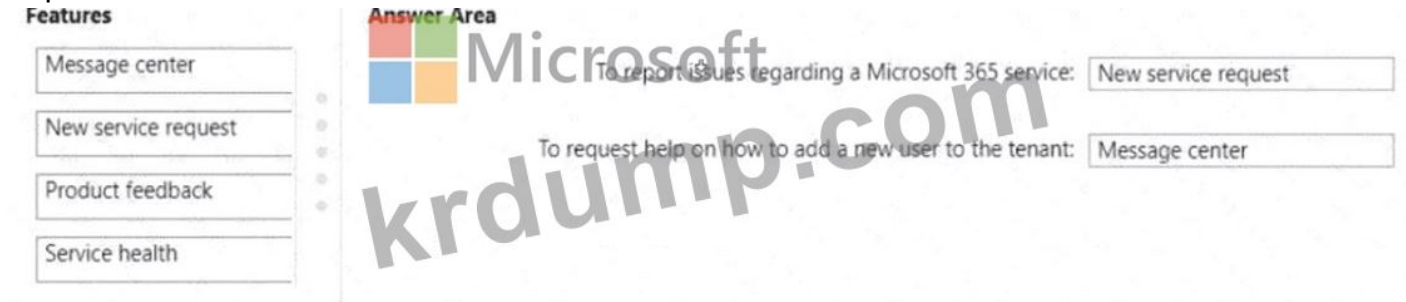 Features
Message center
New service request
Product feedback
Service health
Answer Area
Microsoft
To report issues regarding a Microsoft 365 service: New service request
To request help on how to add a new user to the tenant: Message center
krdump.com